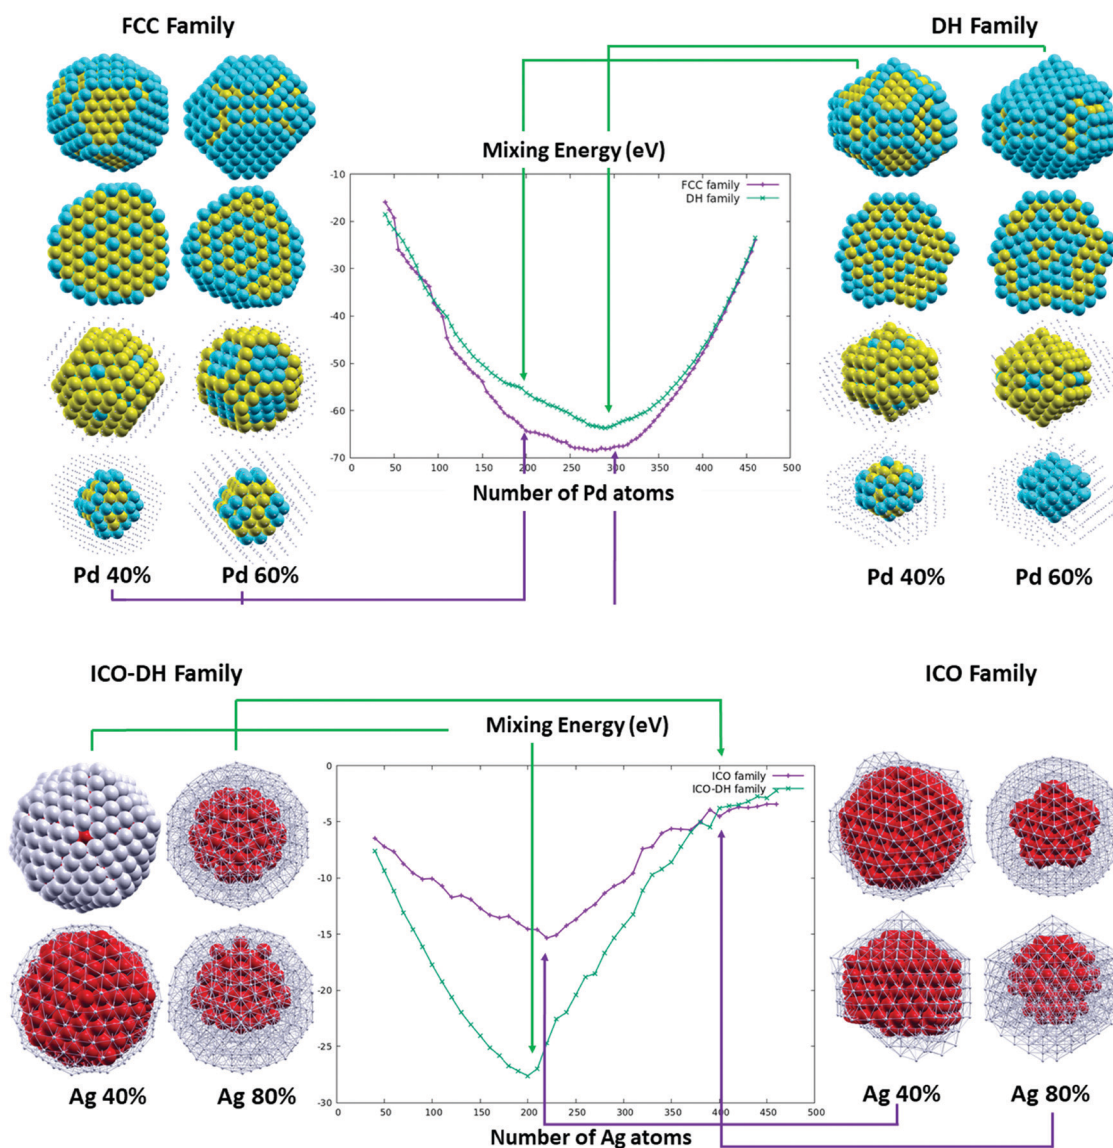 FCC Family
DH Family
Mixing Energy (eV)
-10
-20
-30
-40
-50
-60
-70
FCC family
DH family
0
50
100
150
200
250
300
350
400
450
500
Number of Pd atoms
Pd 40%
Pd 60%
Pd 40%
Pd 60%
ICO-DH Family
ICO Family
Mixing Energy (eV)
0
-5
-10
-15
-20
-25
-30
ICO family
ICO-DH family
0
50
100
150
200
250
300
350
400
450
500
Number of Ag atoms
Ag 40%
Ag 80%
Ag 40%
Ag 80%